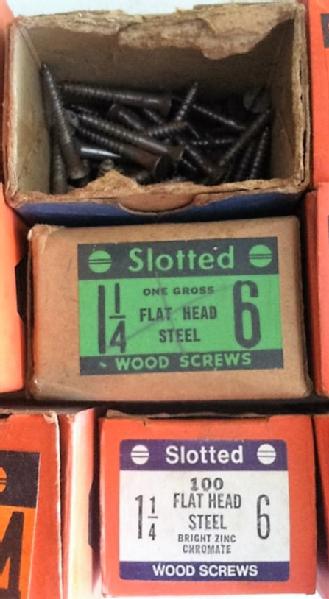 Slotted
ONE GROSS
1 1/4 FLAT HEAD 6
STEEL
WOOD SCREWS
Slotted
100
1 1/4 FLAT HEAD 6
STEEL
BRIGHT ZINC
CHROMATE
WOOD SCREWS